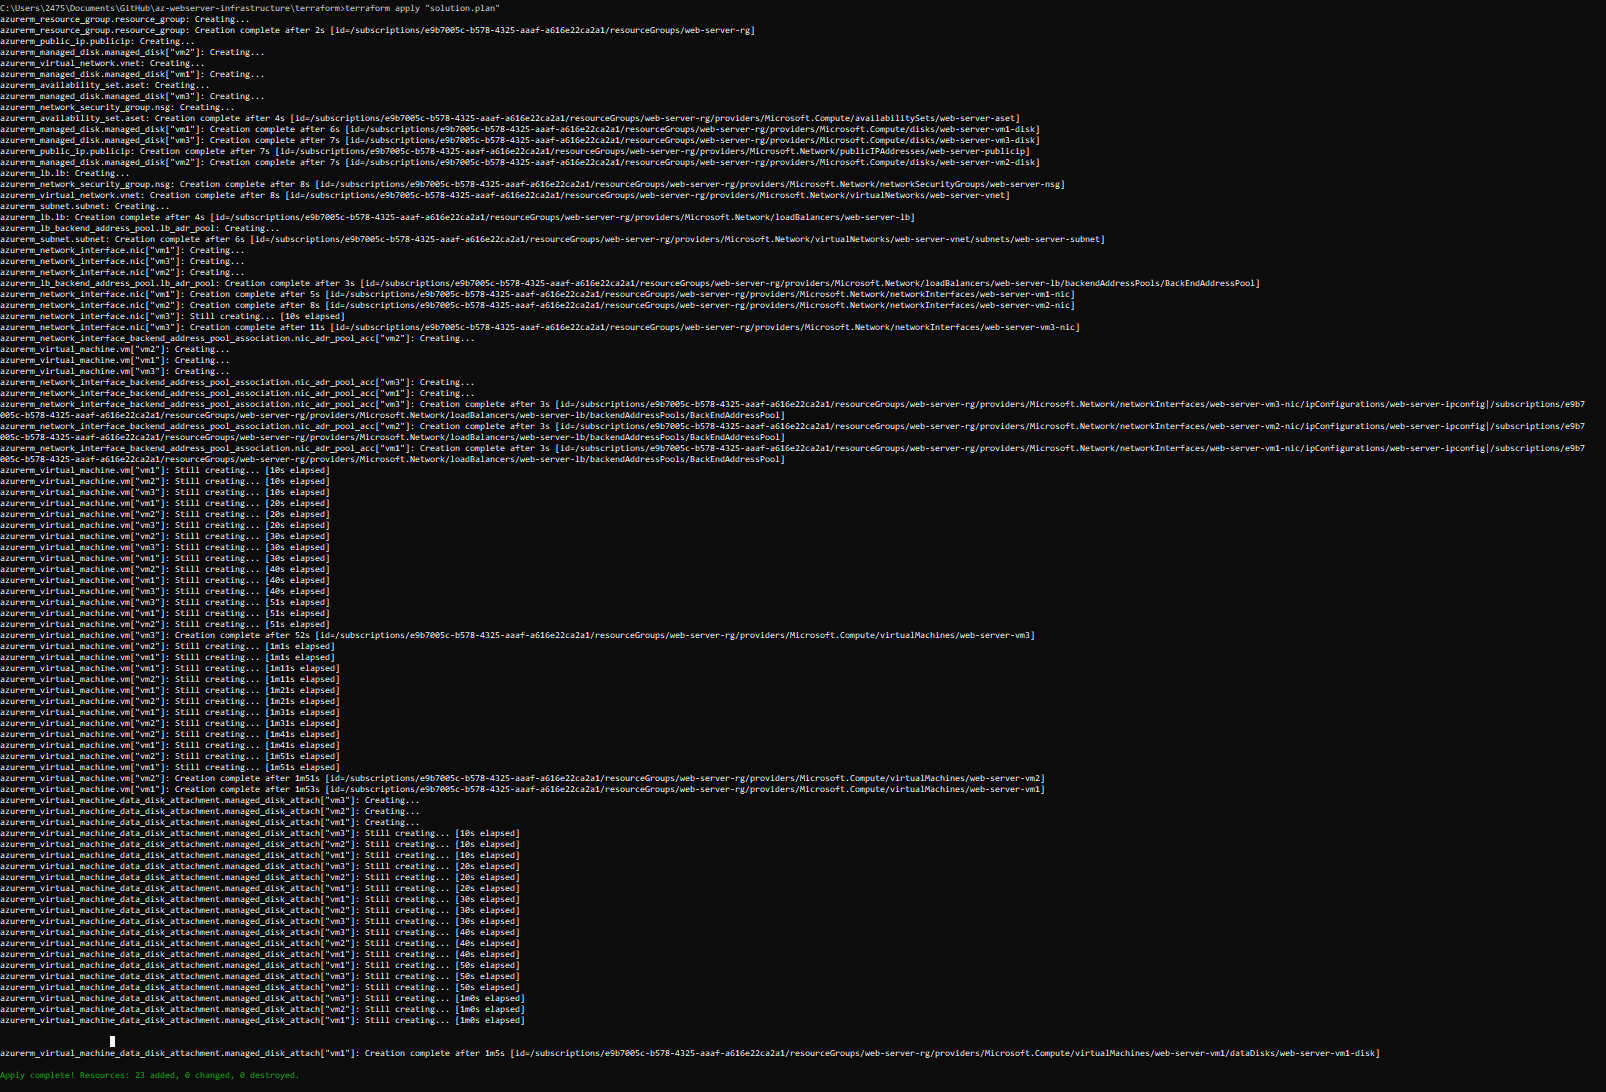 C:\Users\2475\Documents\GitHub\az-webserver-infrastructure\terraform>terraform apply "solution.plan"
azurerm_resource_group.resource_group: Creating...
azurerm_resource_group.resource_group: Creation complete after 2s [id=/subscriptions/e9b7005c-b578-4325-aaaf-a616e22ca2a1/resourceGroups/web-server-rg]
azurerm_public_ip.publicip: Creating...
azurerm_managed_disk.managed_disk["vm2"]: Creating...
azurerm_virtual_network.vnet: Creating...
azurerm_managed_disk.managed_disk["vm1"]: Creating...
azurerm_availability_set.aset: Creating...
azurerm_managed_disk.managed_disk["vm3"]: Creating...
azurerm_network_security_group.nsg: Creating...
azurerm_availability_set.aset: Creation complete after 4s [id=/subscriptions/e9b7005c-b578-4325-aaaf-a616e22ca2a1/resourceGroups/web-server-rg/providers/Microsoft.Compute/availabilitySets/web-server-aset]
azurerm_managed_disk.managed_disk["vm1"]: Creation complete after 6s [id=/subscriptions/e9b7005c-b578-4325-aaaf-a616e22ca2a1/resourceGroups/web-server-rg/providers/Microsoft.Compute/disks/web-server-vm1-disk]
azurerm_managed_disk.managed_disk["vm3"]: Creation complete after 7s [id=/subscriptions/e9b7005c-b578-4325-aaaf-a616e22ca2a1/resourceGroups/web-server-rg/providers/Microsoft.Compute/disks/web-server-vm3-disk]
azurerm_public_ip.publicip: Creation complete after 7s [id=/subscriptions/e9b7005c-b578-4325-aaaf-a616e22ca2a1/resourceGroups/web-server-rg/providers/Microsoft.Network/publicIPAddresses/web-server-publicip]
azurerm_managed_disk.managed_disk["vm2"]: Creation complete after 7s [id=/subscriptions/e9b7005c-b578-4325-aaaf-a616e22ca2a1/resourceGroups/web-server-rg/providers/Microsoft.Compute/disks/web-server-vm2-disk]
azurerm_lb.lb: Creating...
azurerm_network_security_group.nsg: Creation complete after 8s [id=/subscriptions/e9b7005c-b578-4325-aaaf-a616e22ca2a1/resourceGroups/web-server-rg/providers/Microsoft.Network/networkSecurityGroups/web-server-nsg]
azurerm_virtual_network.vnet: Creation complete after 8s [id=/subscriptions/e9b7005c-b578-4325-aaaf-a616e22ca2a1/resourceGroups/web-server-rg/providers/Microsoft.Network/virtualNetworks/web-server-vnet]
azurerm_subnet.subnet: Creating...
azurerm_lb.lb: Creation complete after 4s [id=/subscriptions/e9b7005c-b578-4325-aaaf-a616e22ca2a1/resourceGroups/web-server-rg/providers/Microsoft.Network/loadBalancers/web-server-lb]
azurerm_lb_backend_address_pool.lb_adr_pool: Creating...
azurerm_subnet.subnet: Creation complete after 6s [id=/subscriptions/e9b7005c-b578-4325-aaaf-a616e22ca2a1/resourceGroups/web-server-rg/providers/Microsoft.Network/virtualNetworks/web-server-vnet/subnets/web-server-subnet]
azurerm_network_interface.nic["vm1"]: Creating...
azurerm_network_interface.nic["vm3"]: Creating...
azurerm_network_interface.nic["vm2"]: Creating...
azurerm_lb_backend_address_pool.lb_adr_pool: Creation complete after 3s [id=/subscriptions/e9b7005c-b578-4325-aaaf-a616e22ca2a1/resourceGroups/web-server-rg/providers/Microsoft.Network/loadBalancers/web-server-lb/backendAddressPools/BackEndAddressPool]
azurerm_network_interface.nic["vm1"]: Creation complete after 5s [id=/subscriptions/e9b7005c-b578-4325-aaaf-a616e22ca2a1/resourceGroups/web-server-rg/providers/Microsoft.Network/networkInterfaces/web-server-vm1-nic]
azurerm_network_interface.nic["vm2"]: Creation complete after 8s [id=/subscriptions/e9b7005c-b578-4325-aaaf-a616e22ca2a1/resourceGroups/web-server-rg/providers/Microsoft.Network/networkInterfaces/web-server-vm2-nic]
azurerm_network_interface.nic["vm3"]: Still creating... [10s elapsed]
azurerm_network_interface.nic["vm3"]: Creation complete after 11s [id=/subscriptions/e9b7005c-b578-4325-aaaf-a616e22ca2a1/resourceGroups/web-server-rg/providers/Microsoft.Network/networkInterfaces/web-server-vm3-nic]
azurerm_network_interface_backend_address_pool_association.nic_adr_pool_acc["vm2"]: Creating...
azurerm_virtual_machine.vm["vm2"]: Creating...
azurerm_virtual_machine.vm["vm1"]: Creating...
azurerm_virtual_machine.vm["vm3"]: Creating...
azurerm_network_interface_backend_address_pool_association.nic_adr_pool_acc["vm3"]: Creating...
azurerm_network_interface_backend_address_pool_association.nic_adr_pool_acc["vm1"]: Creating...
azurerm_network_interface_backend_address_pool_association.nic_adr_pool_acc["vm3"]: Creation complete after 3s [id=/subscriptions/e9b7005c-b578-4325-aaaf-a616e22ca2a1/resourceGroups/web-server-rg/providers/Microsoft.Network/networkInterfaces/web-server-vm3-nic/ipConfigurations/web-server-ipconfig|/subscriptions/e9b7
005c-b578-4325-aaaf-a616e22ca2a1/resourceGroups/web-server-rg/providers/Microsoft.Network/loadBalancers/web-server-lb/backendAddressPools/BackEndAddressPool]
azurerm_network_interface_backend_address_pool_association.nic_adr_pool_acc["vm2"]: Creation complete after 3s [id=/subscriptions/e9b7005c-b578-4325-aaaf-a616e22ca2a1/resourceGroups/web-server-rg/providers/Microsoft.Network/networkInterfaces/web-server-vm2-nic/ipConfigurations/web-server-ipconfig|/subscriptions/e9b7
005c-b578-4325-aaaf-a616e22ca2a1/resourceGroups/web-server-rg/providers/Microsoft.Network/loadBalancers/web-server-lb/backendAddressPools/BackEndAddressPool]
azurerm_network_interface_backend_address_pool_association.nic_adr_pool_acc["vm1"]: Creation complete after 3s [id=/subscriptions/e9b7005c-b578-4325-aaaf-a616e22ca2a1/resourceGroups/web-server-rg/providers/Microsoft.Network/networkInterfaces/web-server-vm1-nic/ipConfigurations/web-server-ipconfig|/subscriptions/e9b7
005c-b578-4325-aaaf-a616e22ca2a1/resourceGroups/web-server-rg/providers/Microsoft.Network/loadBalancers/web-server-lb/backendAddressPools/BackEndAddressPool]
azurerm_virtual_machine.vm["vm1"]: Still creating... [10s elapsed]
azurerm_virtual_machine.vm["vm2"]: Still creating... [10s elapsed]
azurerm_virtual_machine.vm["vm3"]: Still creating... [10s elapsed]
azurerm_virtual_machine.vm["vm1"]: Still creating... [20s elapsed]
azurerm_virtual_machine.vm["vm2"]: Still creating... [20s elapsed]
azurerm_virtual_machine.vm["vm3"]: Still creating... [20s elapsed]
azurerm_virtual_machine.vm["vm2"]: Still creating... [30s elapsed]
azurerm_virtual_machine.vm["vm3"]: Still creating... [30s elapsed]
azurerm_virtual_machine.vm["vm1"]: Still creating... [30s elapsed]
azurerm_virtual_machine.vm["vm2"]: Still creating... [40s elapsed]
azurerm_virtual_machine.vm["vm1"]: Still creating... [40s elapsed]
azurerm_virtual_machine.vm["vm3"]: Still creating... [40s elapsed]
azurerm_virtual_machine.vm["vm3"]: Still creating... [51s elapsed]
azurerm_virtual_machine.vm["vm1"]: Still creating... [51s elapsed]
azurerm_virtual_machine.vm["vm2"]: Still creating... [51s elapsed]
azurerm_virtual_machine.vm["vm3"]: Creation complete after 52s [id=/subscriptions/e9b7005c-b578-4325-aaaf-a616e22ca2a1/resourceGroups/web-server-rg/providers/Microsoft.Compute/virtualMachines/web-server-vm3]
azurerm_virtual_machine.vm["vm2"]: Still creating... [1m1s elapsed]
azurerm_virtual_machine.vm["vm1"]: Still creating... [1m1s elapsed]
azurerm_virtual_machine.vm["vm1"]: Still creating... [1m11s elapsed]
azurerm_virtual_machine.vm["vm2"]: Still creating... [1m11s elapsed]
azurerm_virtual_machine.vm["vm1"]: Still creating... [1m21s elapsed]
azurerm_virtual_machine.vm["vm2"]: Still creating... [1m21s elapsed]
azurerm_virtual_machine.vm["vm1"]: Still creating... [1m31s elapsed]
azurerm_virtual_machine.vm["vm2"]: Still creating... [1m31s elapsed]
azurerm_virtual_machine.vm["vm2"]: Still creating... [1m41s elapsed]
azurerm_virtual_machine.vm["vm1"]: Still creating... [1m41s elapsed]
azurerm_virtual_machine.vm["vm2"]: Still creating... [1m51s elapsed]
azurerm_virtual_machine.vm["vm1"]: Still creating... [1m51s elapsed]
azurerm_virtual_machine.vm["vm2"]: Creation complete after 1m51s [id=/subscriptions/e9b7005c-b578-4325-aaaf-a616e22ca2a1/resourceGroups/web-server-rg/providers/Microsoft.Compute/virtualMachines/web-server-vm2]
azurerm_virtual_machine.vm["vm1"]: Creation complete after 1m53s [id=/subscriptions/e9b7005c-b578-4325-aaaf-a616e22ca2a1/resourceGroups/web-server-rg/providers/Microsoft.Compute/virtualMachines/web-server-vm1]
azurerm_virtual_machine_data_disk_attachment.managed_disk_attach["vm3"]: Creating...
azurerm_virtual_machine_data_disk_attachment.managed_disk_attach["vm2"]: Creating...
azurerm_virtual_machine_data_disk_attachment.managed_disk_attach["vm1"]: Creating...
azurerm_virtual_machine_data_disk_attachment.managed_disk_attach["vm3"]: Still creating... [10s elapsed]
azurerm_virtual_machine_data_disk_attachment.managed_disk_attach["vm2"]: Still creating... [10s elapsed]
azurerm_virtual_machine_data_disk_attachment.managed_disk_attach["vm1"]: Still creating... [10s elapsed]
azurerm_virtual_machine_data_disk_attachment.managed_disk_attach["vm3"]: Still creating... [20s elapsed]
azurerm_virtual_machine_data_disk_attachment.managed_disk_attach["vm2"]: Still creating... [20s elapsed]
azurerm_virtual_machine_data_disk_attachment.managed_disk_attach["vm1"]: Still creating... [20s elapsed]
azurerm_virtual_machine_data_disk_attachment.managed_disk_attach["vm1"]: Still creating... [30s elapsed]
azurerm_virtual_machine_data_disk_attachment.managed_disk_attach["vm2"]: Still creating... [30s elapsed]
azurerm_virtual_machine_data_disk_attachment.managed_disk_attach["vm3"]: Still creating... [30s elapsed]
azurerm_virtual_machine_data_disk_attachment.managed_disk_attach["vm3"]: Still creating... [40s elapsed]
azurerm_virtual_machine_data_disk_attachment.managed_disk_attach["vm2"]: Still creating... [40s elapsed]
azurerm_virtual_machine_data_disk_attachment.managed_disk_attach["vm1"]: Still creating... [40s elapsed]
azurerm_virtual_machine_data_disk_attachment.managed_disk_attach["vm1"]: Still creating... [50s elapsed]
azurerm_virtual_machine_data_disk_attachment.managed_disk_attach["vm3"]: Still creating... [50s elapsed]
azurerm_virtual_machine_data_disk_attachment.managed_disk_attach["vm2"]: Still creating... [50s elapsed]
azurerm_virtual_machine_data_disk_attachment.managed_disk_attach["vm3"]: Still creating... [1m0s elapsed]
azurerm_virtual_machine_data_disk_attachment.managed_disk_attach["vm2"]: Still creating... [1m0s elapsed]
azurerm_virtual_machine_data_disk_attachment.managed_disk_attach["vm1"]: Still creating... [1m0s elapsed]
azurerm_virtual_machine_data_disk_attachment.managed_disk_attach["vm1"]: Creation complete after 1m5s [id=/subscriptions/e9b7005c-b578-4325-aaaf-a616e22ca2a1/resourceGroups/web-server-rg/providers/Microsoft.Compute/virtualMachines/web-server-vm1/dataDisks/web-server-vm1-disk]
Apply complete! Resources: 23 added, 0 changed, 0 destroyed.